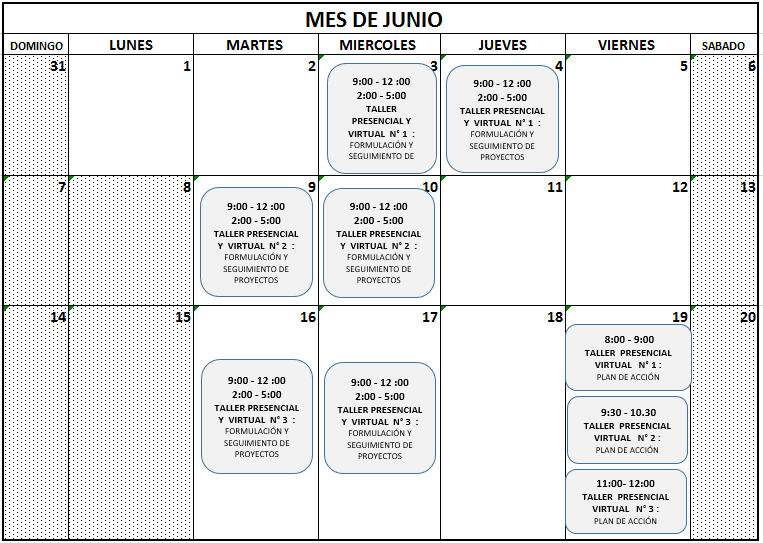 MES DE JUNIO
DOMINGO LUNES MARTES MIERCOLES JUEVES VIERNES SABADO
31 1 2 3 4 5 6
9:00 - 12 :00
2:00 - 5:00
TALLER
PRESENCIAL Y
VIRTUAL N° 1 :
FORMULACIÓN Y
SEGUIMIENTO DE
9:00 - 12 :00
2:00 - 5:00
TALLER PRESENCIAL
Y VIRTUAL N° 1 :
FORMULACIÓN Y
SEGUIMIENTO DE
PROYECTOS
7 8 9 10 11 12 13
9:00 - 12 :00
2:00 - 5:00
TALLER PRESENCIAL
Y VIRTUAL N° 2 :
FORMULACIÓN Y
SEGUIMIENTO DE
PROYECTOS
9:00 - 12 :00
2:00 - 5:00
TALLER PRESENCIAL
Y VIRTUAL N° 2 :
FORMULACIÓN Y
SEGUIMIENTO DE
PROYECTOS
14 15 16 17 18 19 20
9:00 - 12 :00
2:00 - 5:00
TALLER PRESENCIAL
Y VIRTUAL N° 3 :
FORMULACIÓN Y
SEGUIMIENTO DE
PROYECTOS
9:00 - 12 :00
2:00 - 5:00
TALLER PRESENCIAL
Y VIRTUAL N° 3 :
FORMULACIÓN Y
SEGUIMIENTO DE
PROYECTOS
8:00 - 9:00
TALLER PRESENCIAL
VIRTUAL N° 1 :
PLAN DE ACCIÓN
9:30 - 10.30
TALLER PRESENCIAL
VIRTUAL N° 2 :
PLAN DE ACCIÓN
11:00- 12:00
TALLER PRESENCIAL
VIRTUAL N° 3 :
PLAN DE ACCIÓN